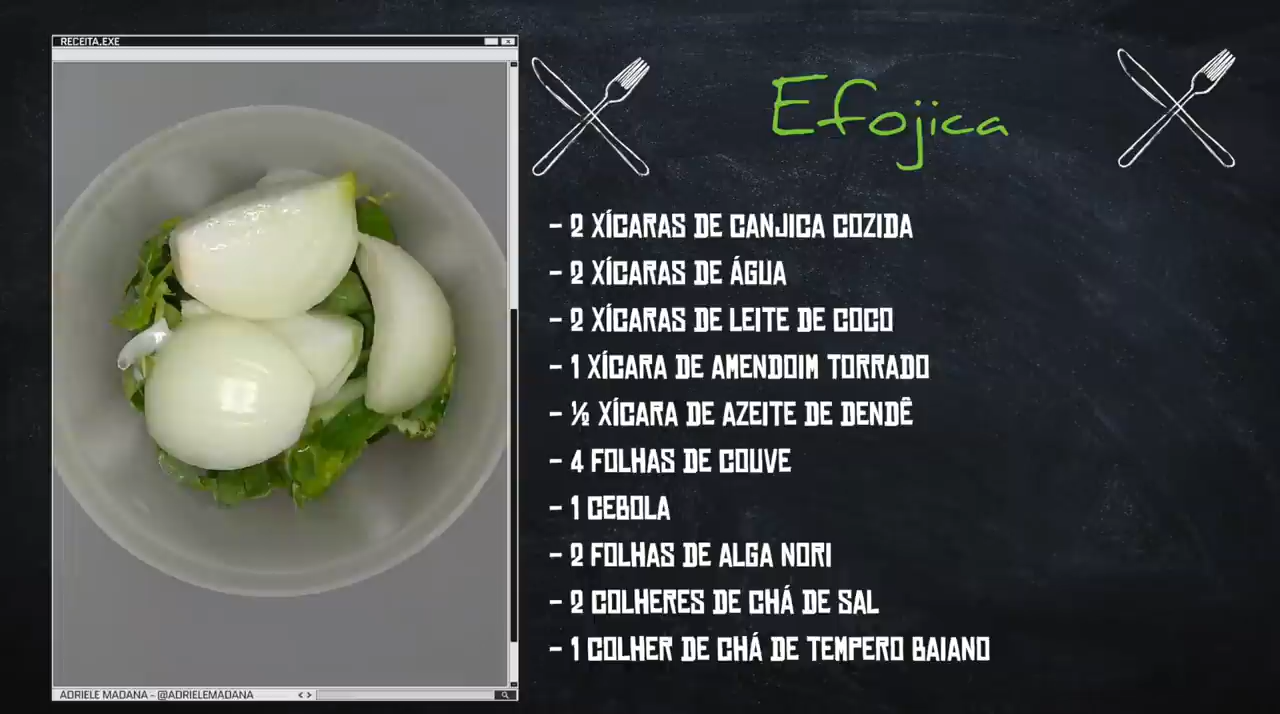 RECEITA.EXE
Efojica
- 2 XÍCARAS DE CANJICA COZIDA
- 2 XÍCARAS DE ÁGUA
- 2 XÍCARAS DE LEITE DE COCO
- 1 XÍCARA DE AMENDOIM TORRADO
- ½ XÍCARA DE AZEITE DE DENDÊ
- 4 FOLHAS DE COUVE
- 1 CEBOLA
- 2 FOLHAS DE ALGA NORI
- 2 COLHERES DE CHÁ DE SAL
- 1 COLHER DE CHÁ DE TEMPERO BAIANO
ADRIELE MADANA - @ADRIELEMADANA